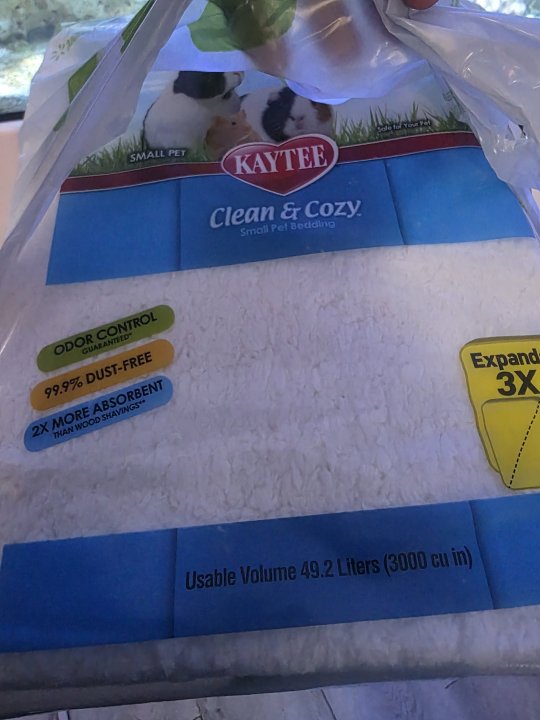 Safe for Your Pet
SMALL PET
KAYTEE
Clean & Cozy
Small Pet Bedding
ODOR CONTROL
GUARANTEED*
99.9% DUST-FREE
2X MORE ABSORBENT
THAN WOOD SHAVINGS**
Expand
3X
Usable Volume 49.2 Liters (3000 cu in)